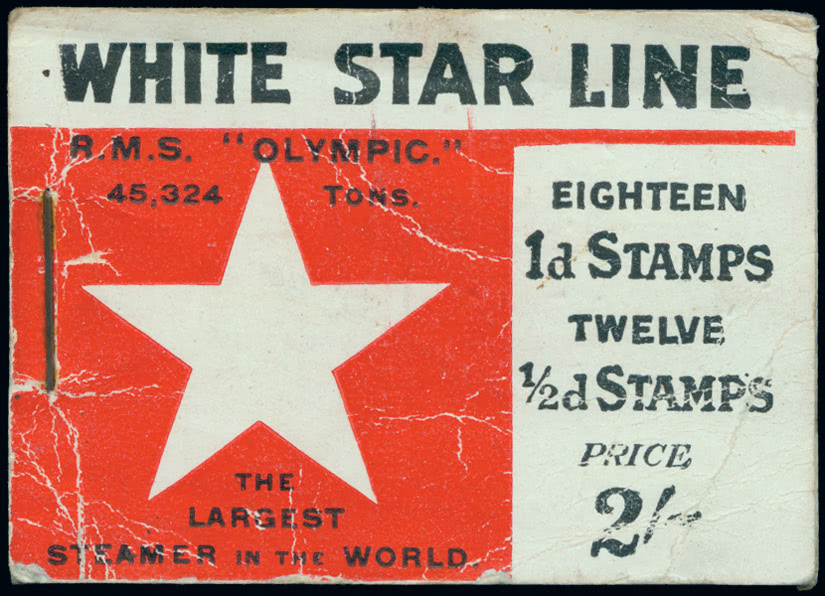 WHITE STAR LINE
R.M.S. "OLYMPIC."
45,324 TONS.
THE
LARGEST
STEAMER IN THE WORLD.
EIGHTEEN
1d STAMPS
TWELVE
½d STAMPS
PRICE
2/-